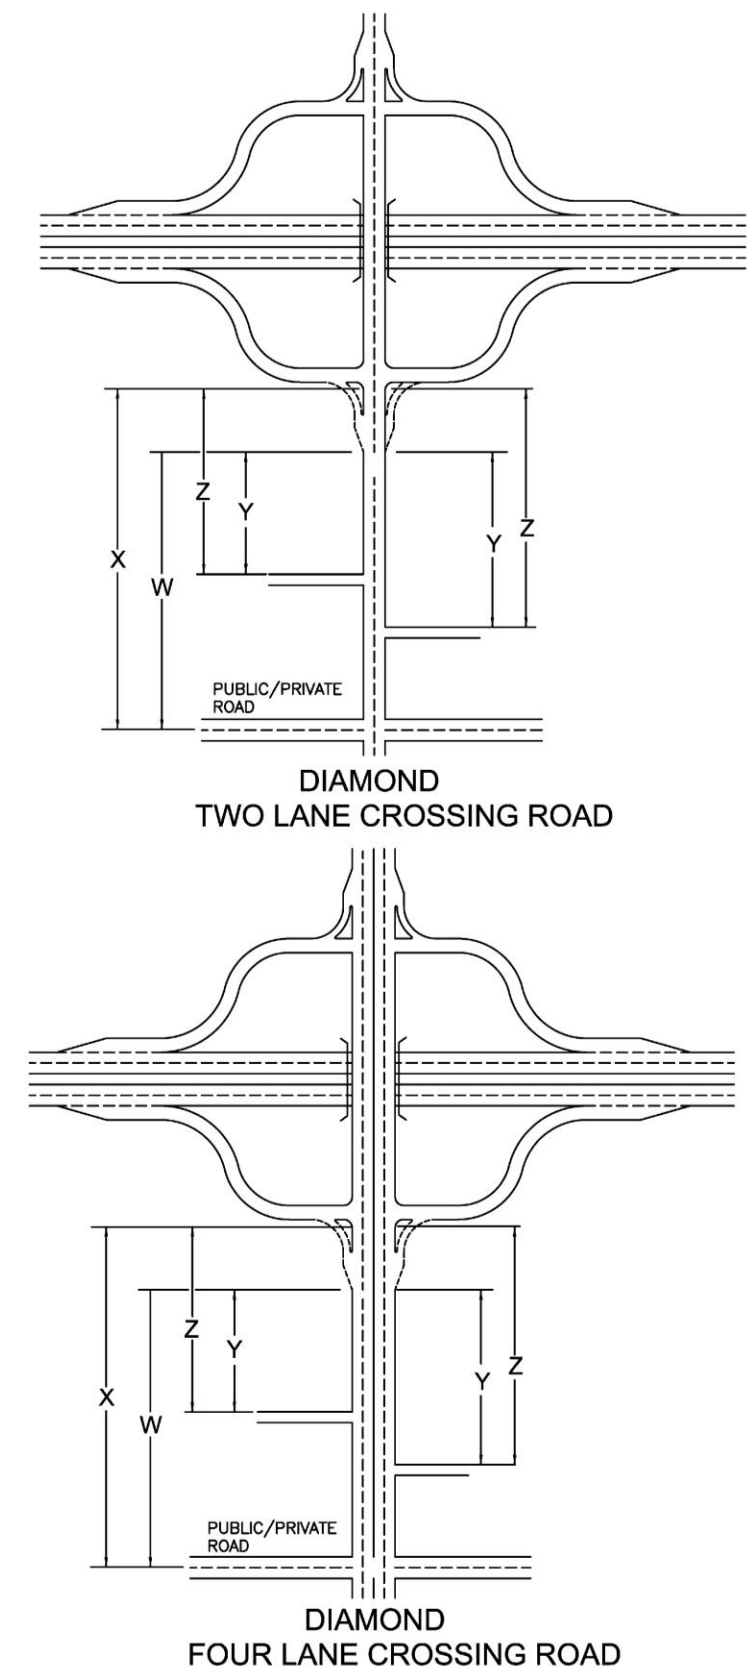 Z
Y
Z
X
Y
W
PUBLIC/PRIVATE
ROAD
DIAMOND
TWO LANE CROSSING ROAD
Z
Y
Z
X
Y
W
PUBLIC/PRIVATE
ROAD
DIAMOND
FOUR LANE CROSSING ROAD